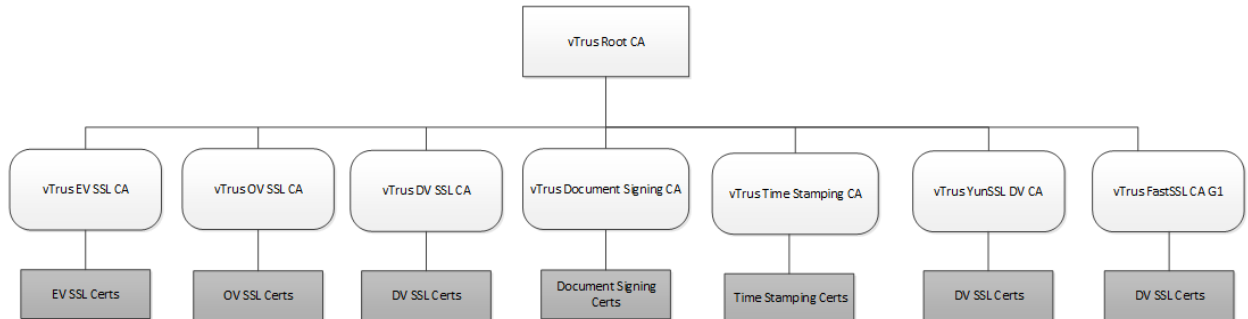 vTrus Root CA
vTrus EV SSL CA
vTrus OV SSL CA
vTrus DV SSL CA
vTrus Document Signing CA
vTrus Time Stamping CA
vTrus YunSSL DV CA
vTrus FastSSL CA G1
EV SSL Certs
OV SSL Certs
DV SSL Certs
Document Signing
Certs
Time Stamping Certs
DV SSL Certs
DV SSL Certs